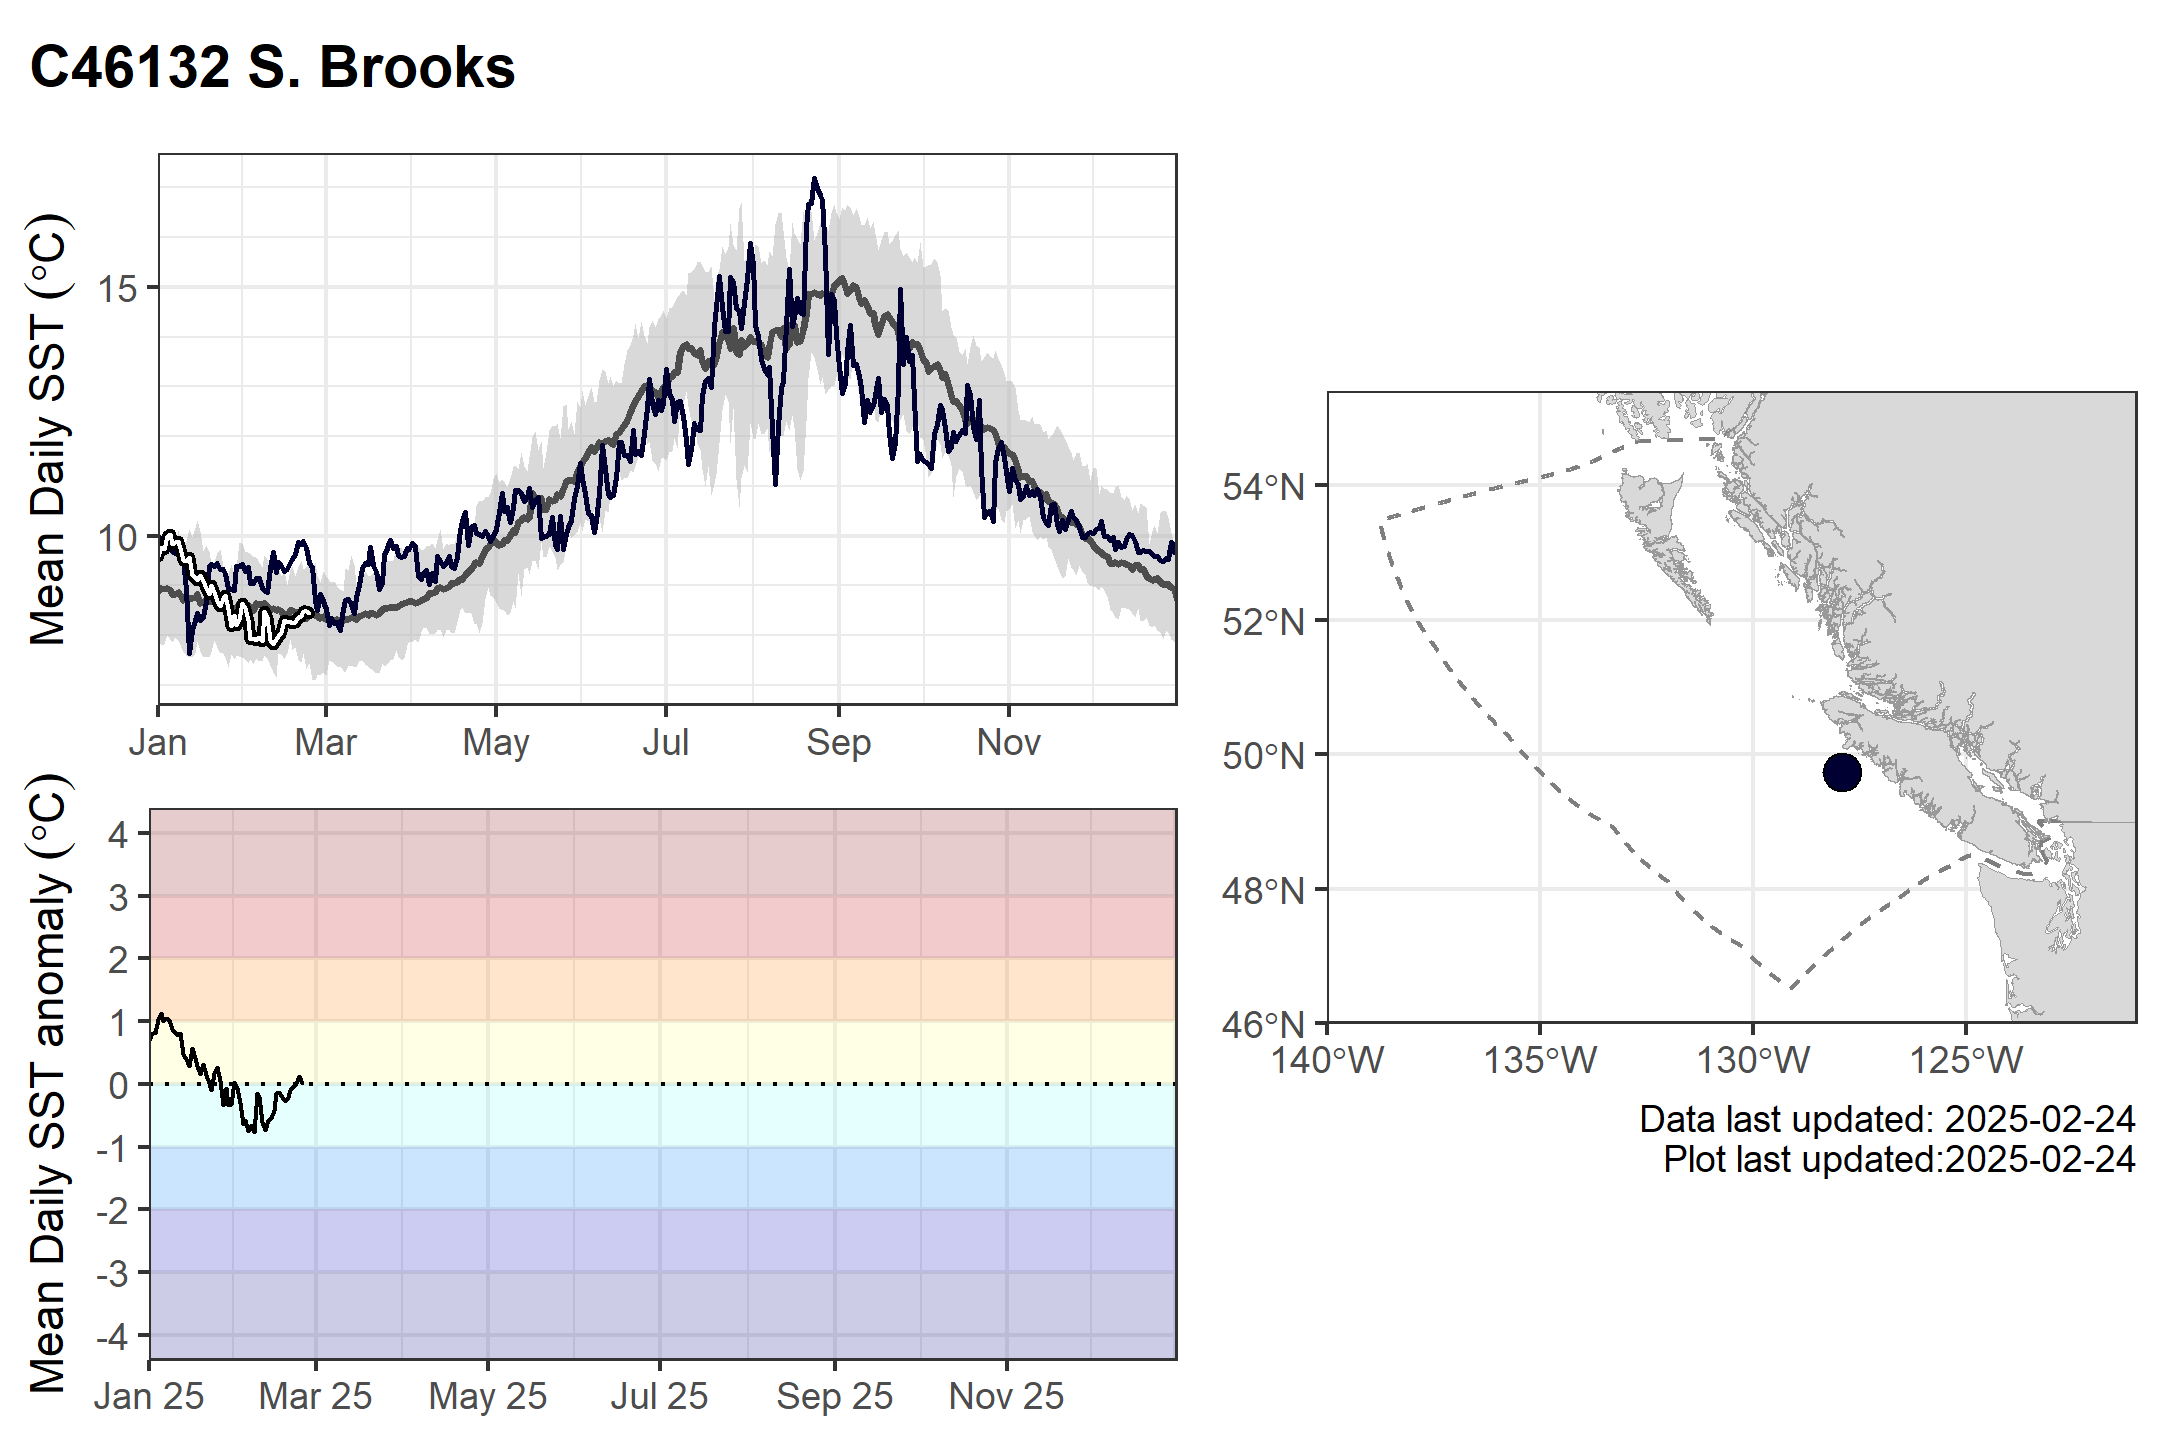 C46132 S. Brooks
Mean Daily SST (°C)
15
10
Jan Mar May Jul Sep Nov
Mean Daily SST anomaly (°C)
4
3
2
1
0
-1
-2
-3
-4
Jan 25 Mar 25 May 25 Jul 25 Sep 25 Nov 25
54°N
52°N
50°N
48°N
46°N
140°W 135°W 130°W 125°W
Data last updated: 2025-02-24
Plot last updated:2025-02-24